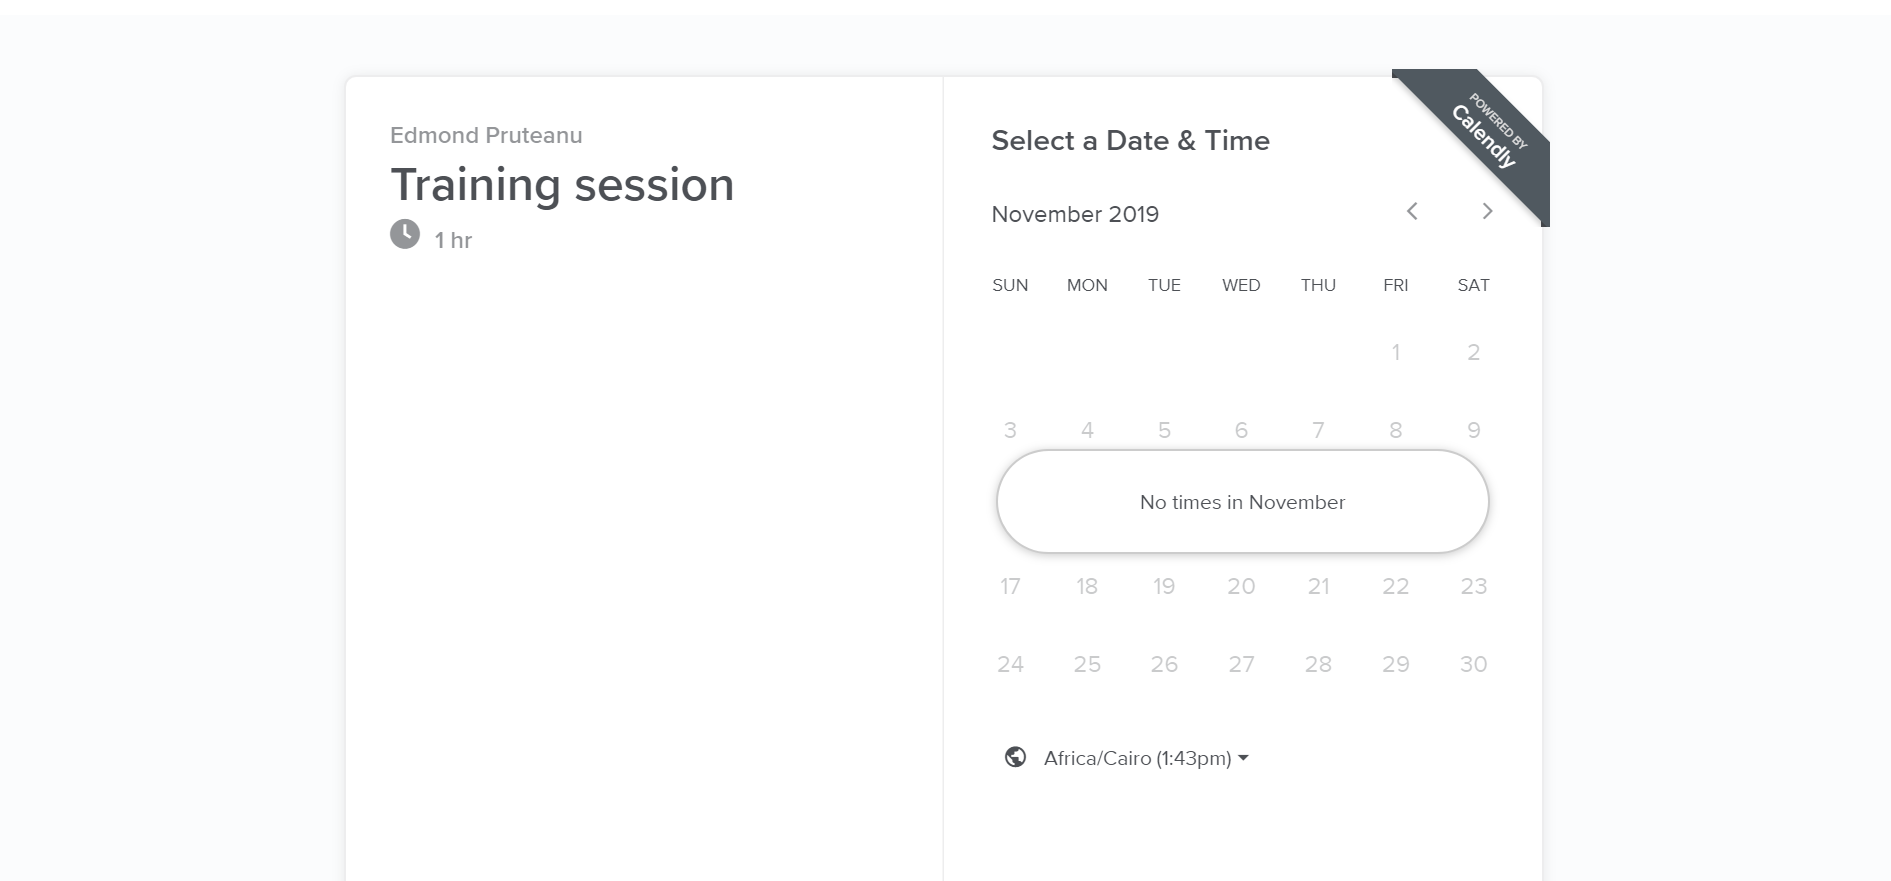 Edmond Pruteanu
Training session
1 hr
POWERED BY
Calendly
Select a Date & Time
November 2019
SUN MON TUE WED THU FRI SAT
1 2
3 4 5 6 7 8 9
No times in November
17 18 19 20 21 22 23
24 25 26 27 28 29 30
Africa/Cairo (1:43pm)